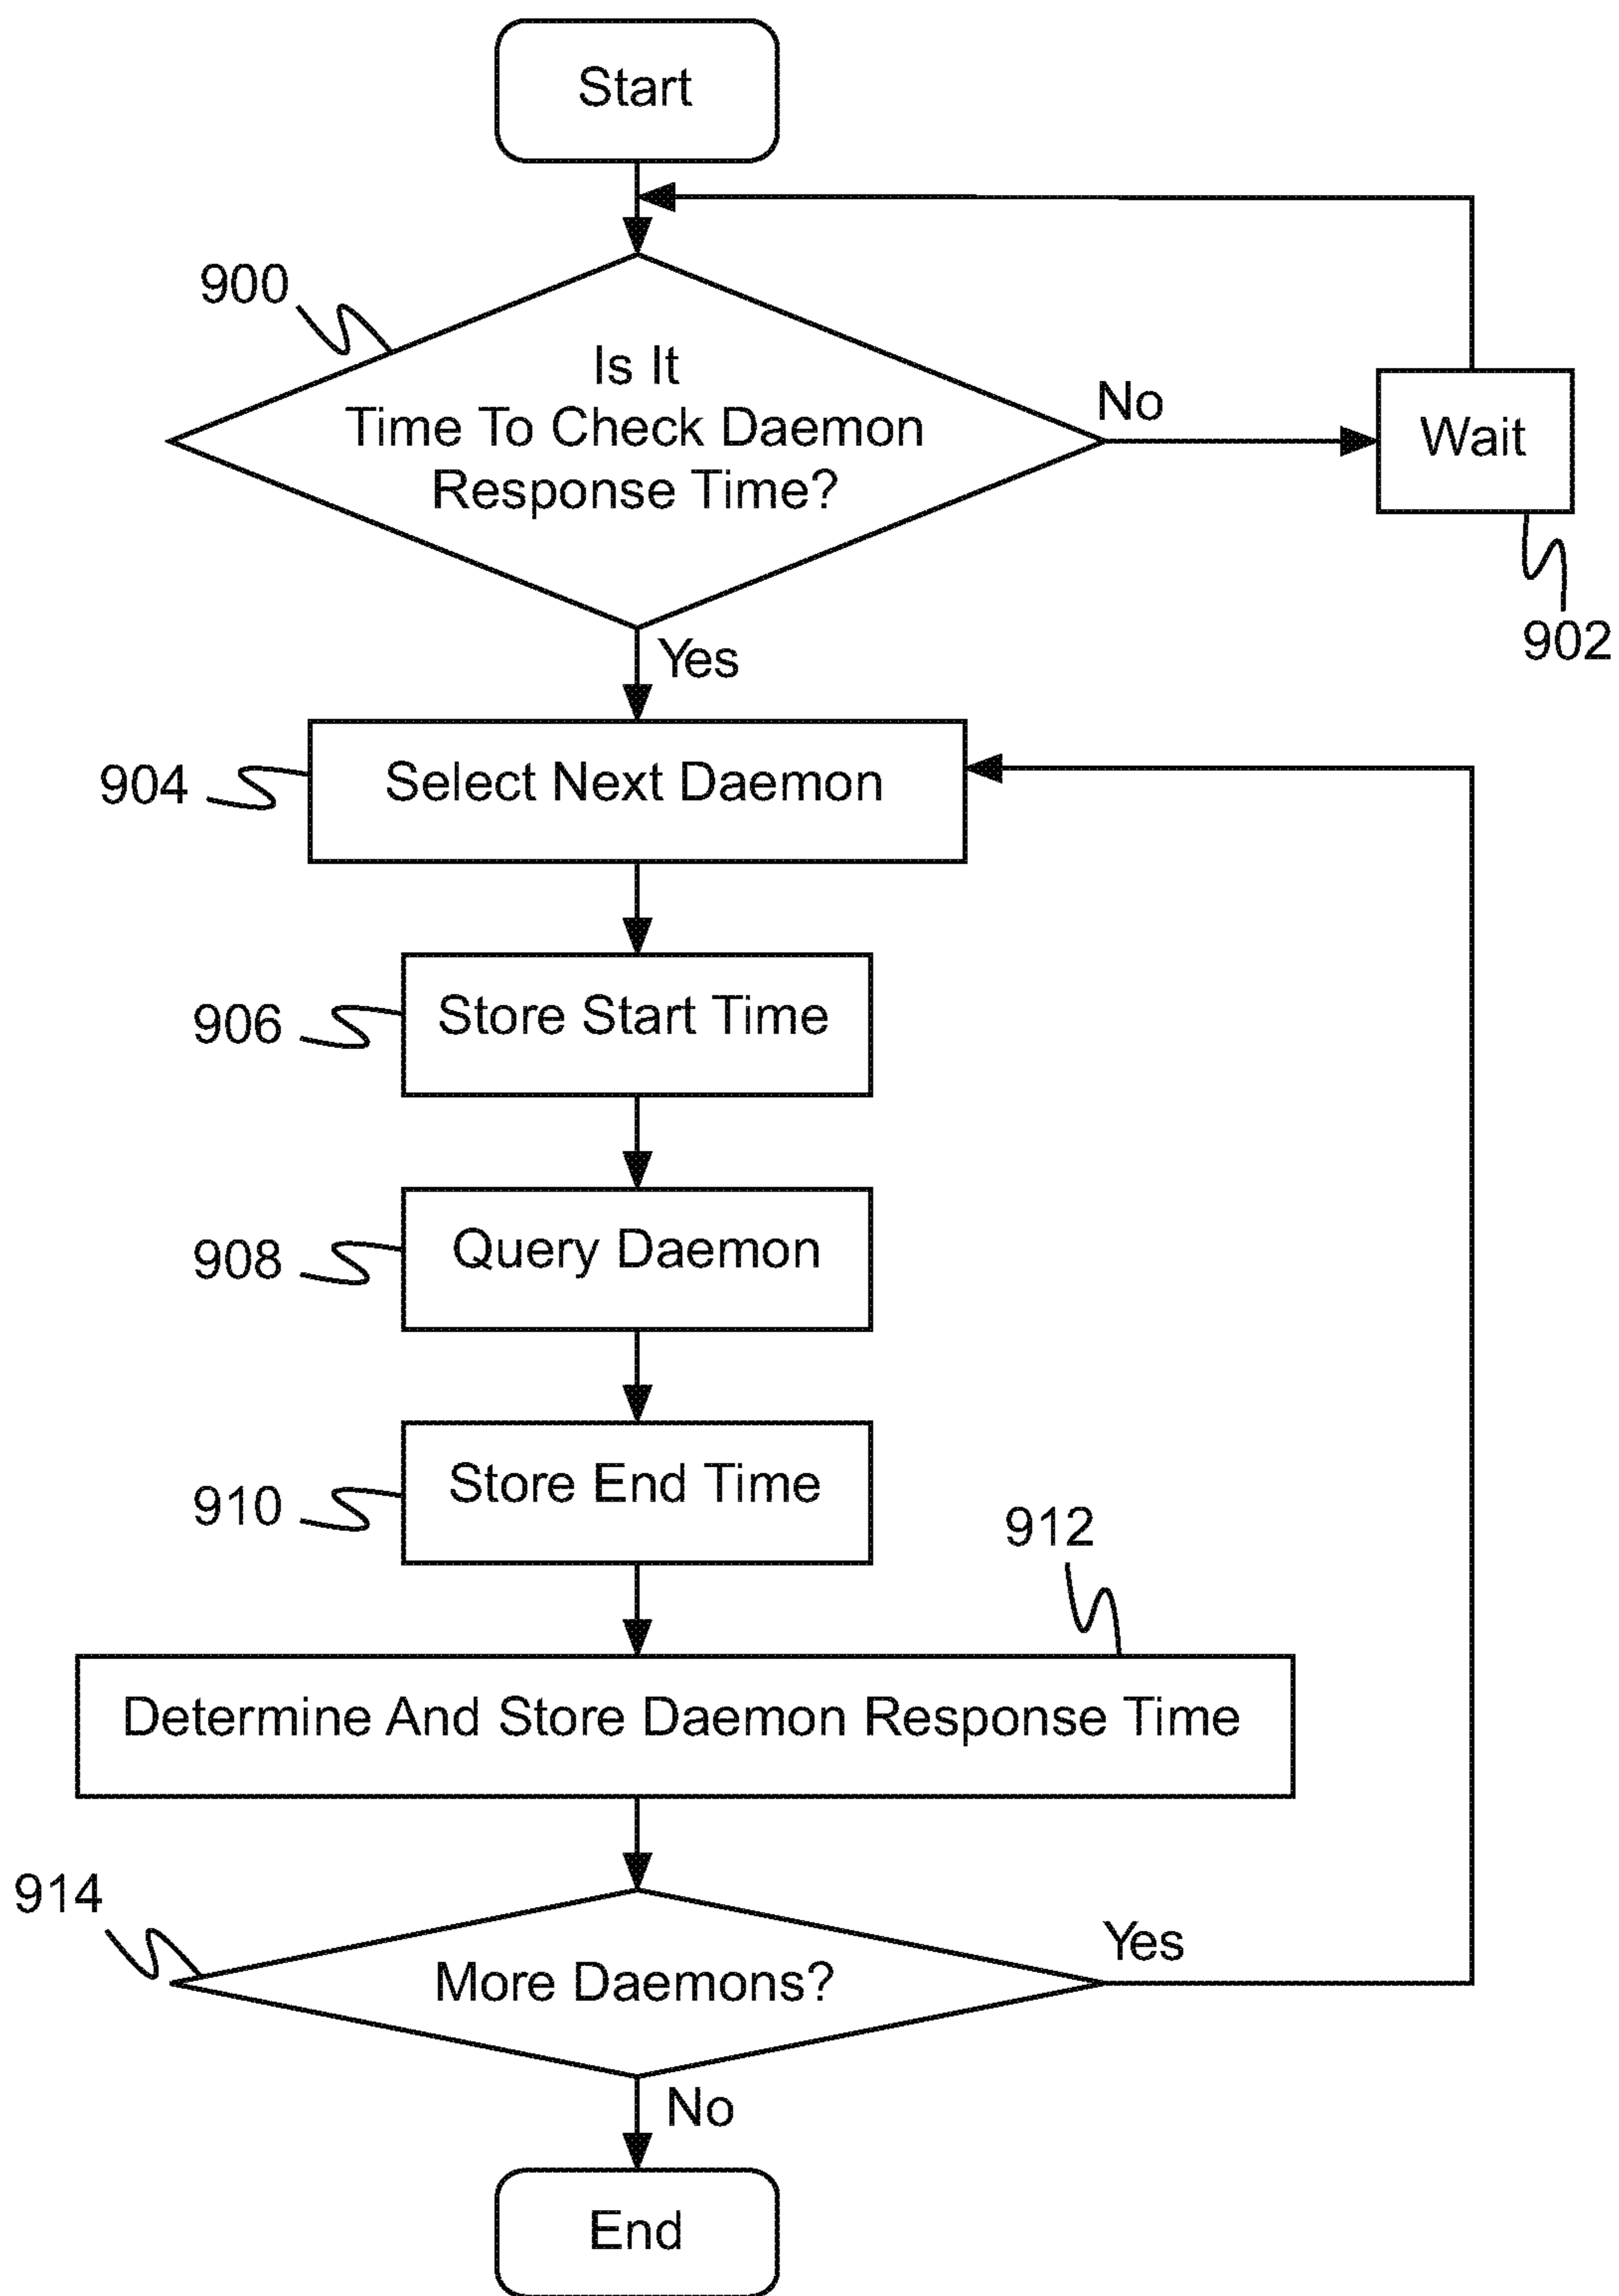 Start
900
Is It
Time To Check Daemon
Response Time?
No
Wait
902
Yes
904
Select Next Daemon
906
Store Start Time
908
Query Daemon
910
Store End Time
912
Determine And Store Daemon Response Time
914
More Daemons?
Yes
No
End